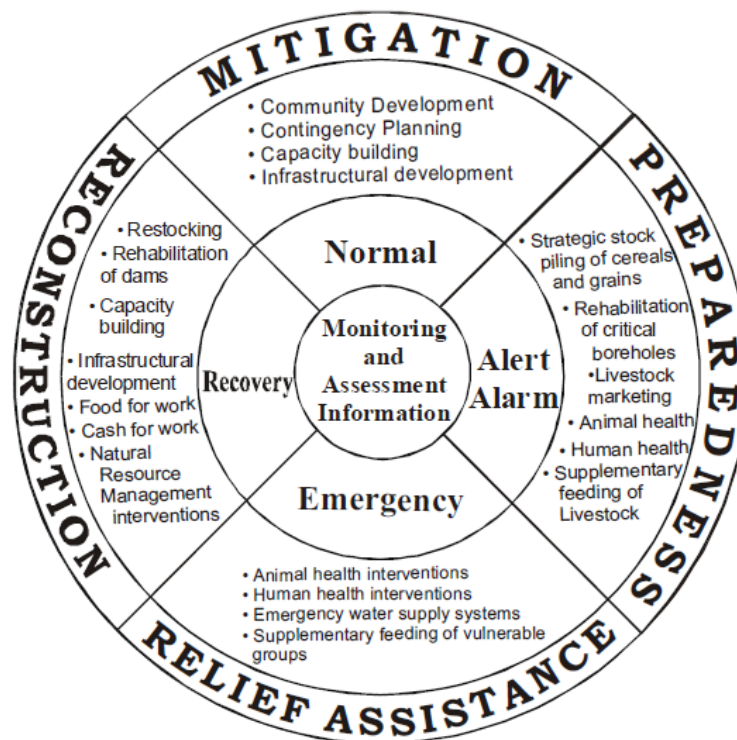 MITIGATION
• Community Development
• Contingency Planning
• Capacity building
• Infrastructural development
Normal
PREPAREDNESS
• Strategic stock
piling of cereals
and grains
• Rehabilitation
of critical
boreholes
• Livestock
marketing
• Animal health
• Human health
• Supplementary
feeding of
Livestock
Alert
Alarm
Monitoring
and
Assessment
Information
RECONSTRUCTION
• Restocking
• Rehabilitation
of dams
• Capacity
building
• Infrastructural
development
• Food for work
• Cash for work
• Natural
Resource
Management
interventions
Recovery
Emergency
• Animal health interventions
• Human health interventions
• Emergency water supply systems
• Supplementary feeding of vulnerable
groups
RELIEF ASSISTANCE